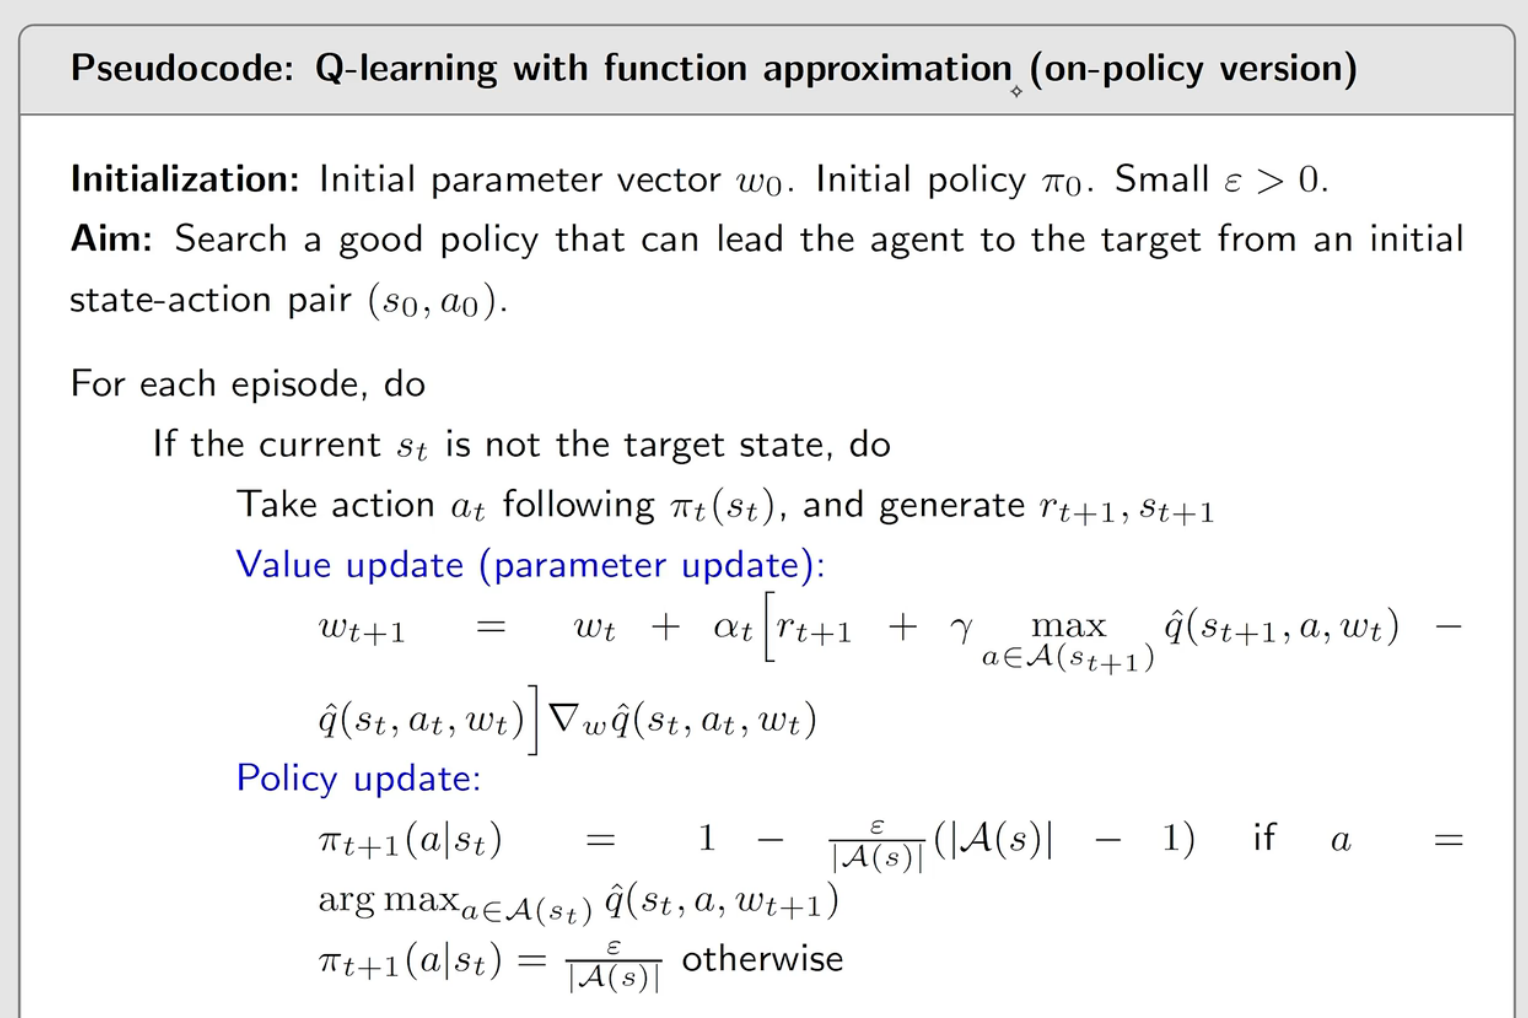 Pseudocode: Q-learning with function approximation (on-policy version)
Initialization: Initial parameter vector w₀. Initial policy π₀. Small ε > 0.
Aim: Search a good policy that can lead the agent to the target from an initial
state-action pair (s₀, a₀).
For each episode, do
If the current sₜ is not the target state, do
Take action aₜ following πₜ(sₜ), and generate rₜ₊₁, sₜ₊₁
Value update (parameter update):
wₜ₊₁ = wₜ + αₜ[rₜ₊₁ + γ max_{a∈𝒜(sₜ₊₁)} q̂(sₜ₊₁, a, wₜ) −
q̂(sₜ, aₜ, wₜ)]∇_w q̂(sₜ, aₜ, wₜ)
Policy update:
πₜ₊₁(a|sₜ) = 1 − ε/|𝒜(s)| (|𝒜(s)| − 1) if a =
arg max_{a∈𝒜(sₜ)} q̂(sₜ, a, wₜ₊₁)
πₜ₊₁(a|sₜ) = ε/|𝒜(s)| otherwise